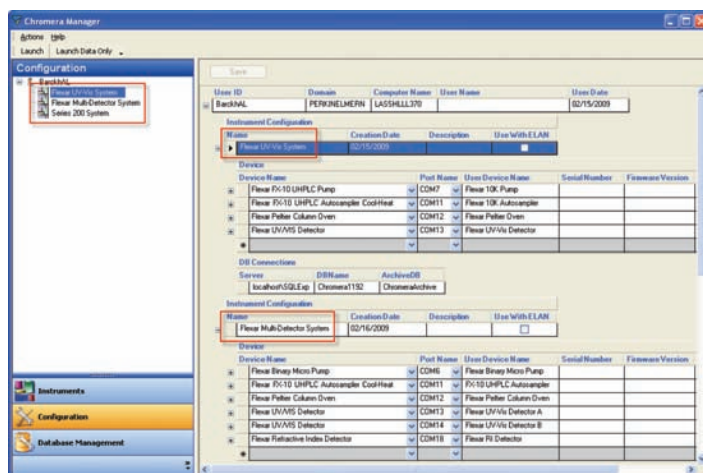 Chromera Manager
Actions Help
Launch Launch Data Only
Configuration
BarckhAL
Flexar UV-Vis System
Flexar Multi-Detector System
Series 200 System
Save
User ID Domain Computer Name User Name User Date
BarckhAL PERKINELMERN LASSHLLL370 02/15/2009
Instrument Configuration
Name Creation Date Description Use With ELAN
Flexar UV-Vis System 02/15/2009
Device
Device Name Port Name User Device Name Serial Number Firmware Version
Flexar FX-10 UHPLC Pump COM7 Flexar 10K Pump
Flexar FX-10 UHPLC Autosampler Cool-Heat COM11 Flexar 10K Autosampler
Flexar Peltier Column Oven COM12 Flexar Peltier Oven
Flexar UV/VIS Detector COM13 Flexar UV-Vis Detector
DB Connections
Server DBName ArchiveDB
localhost\SQLExp Chromera1192 ChromeraArchive
Instrument Configuration
Name Creation Date Description Use With ELAN
Flexar Multi-Detector System 02/16/2009
Device
Device Name Port Name User Device Name Serial Number Firmware Version
Flexar Binary Micro Pump COM6 Flexar Binary Micro Pump
Flexar FX-10 UHPLC Autosampler Cool-Heat COM11 FX-10 UHPLC Autosampler
Flexar Peltier Column Oven COM12 Flexar Peltier Column Oven
Flexar UV/VIS Detector COM13 Flexar UV-Vis Detector A
Flexar UV/VIS Detector COM14 Flexar UV-Vis Detector B
Flexar Refractive Index Detector COM18 Flexar RI Detector
Instruments
Configuration
Database Management